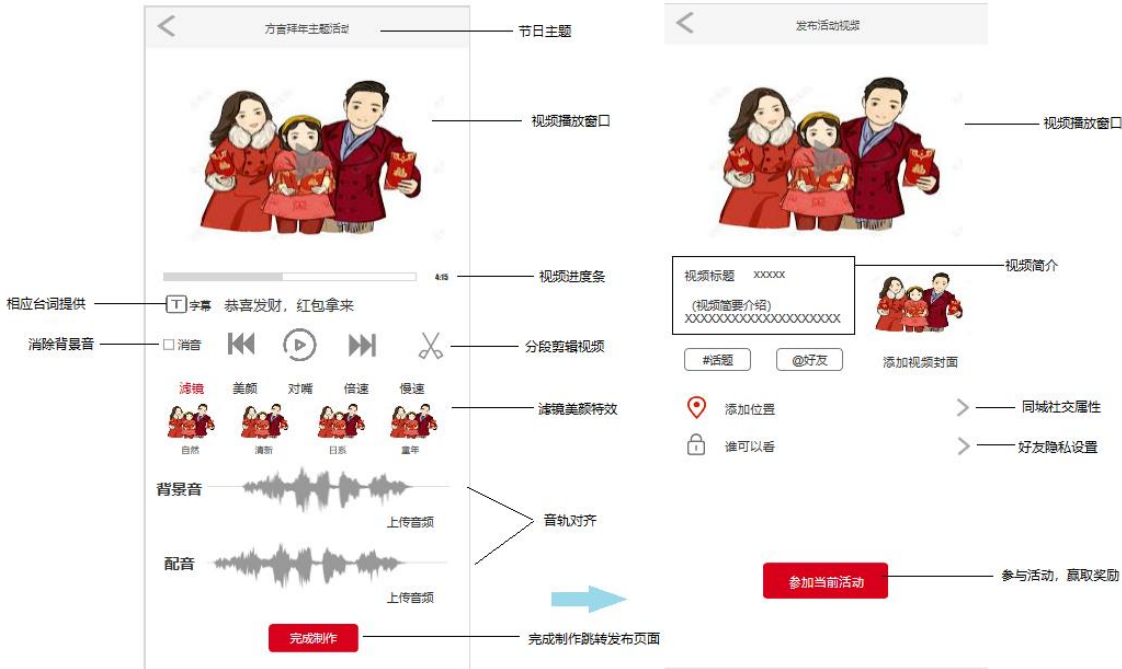 方言拜年主题活动
节日主题
视频播放窗口
4:15
视频进度条
相应台词提供
T 字幕 恭喜发财，红包拿来
消除背景音
消音
分段剪辑视频
滤镜 美颜 对嘴 倍速 慢速
滤镜美颜特效
自然 清新 日系 童年
背景音
上传音频
音轨对齐
配音
上传音频
完成制作
完成制作跳转发布页面
发布活动视频
视频播放窗口
视频标题 xxxxx
视频简介
（视频简要介绍）
XXXXXXXXXXXXXXXXXXXXX
#话题 @好友 添加视频封面
添加位置
同城社交属性
谁可以看
好友隐私设置
参加当前活动
参与活动，赢取奖励